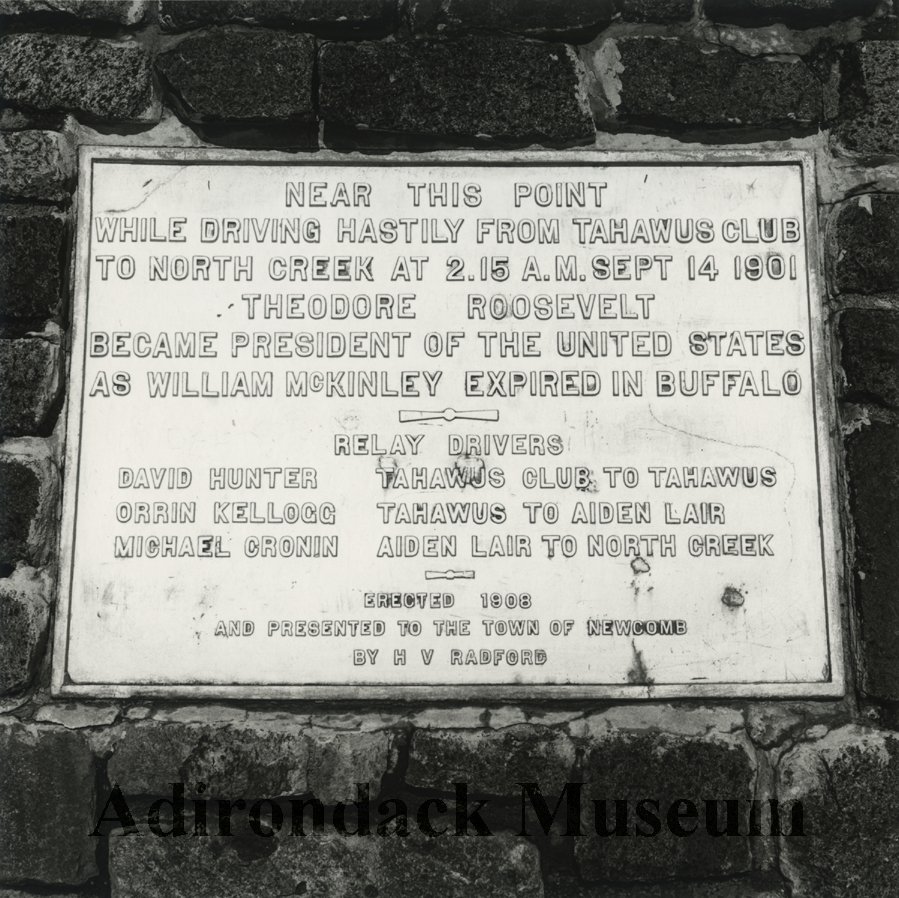 NEAR THIS POINT
WHILE DRIVING HASTILY FROM TAHAWUS CLUB
TO NORTH CREEK AT 2.15 A.M. SEPT 14 1901
THEODORE ROOSEVELT
BECAME PRESIDENT OF THE UNITED STATES
AS WILLIAM McKINLEY EXPIRED IN BUFFALO
RELAY DRIVERS
DAVID HUNTER TAHAWUS CLUB TO TAHAWUS
ORRIN KELLOGG TAHAWUS TO AIDEN LAIR
MICHAEL CRONIN AIDEN LAIR TO NORTH CREEK
ERECTED 1908
AND PRESENTED TO THE TOWN OF NEWCOMB
BY H V RADFORD
Adirondack Museum